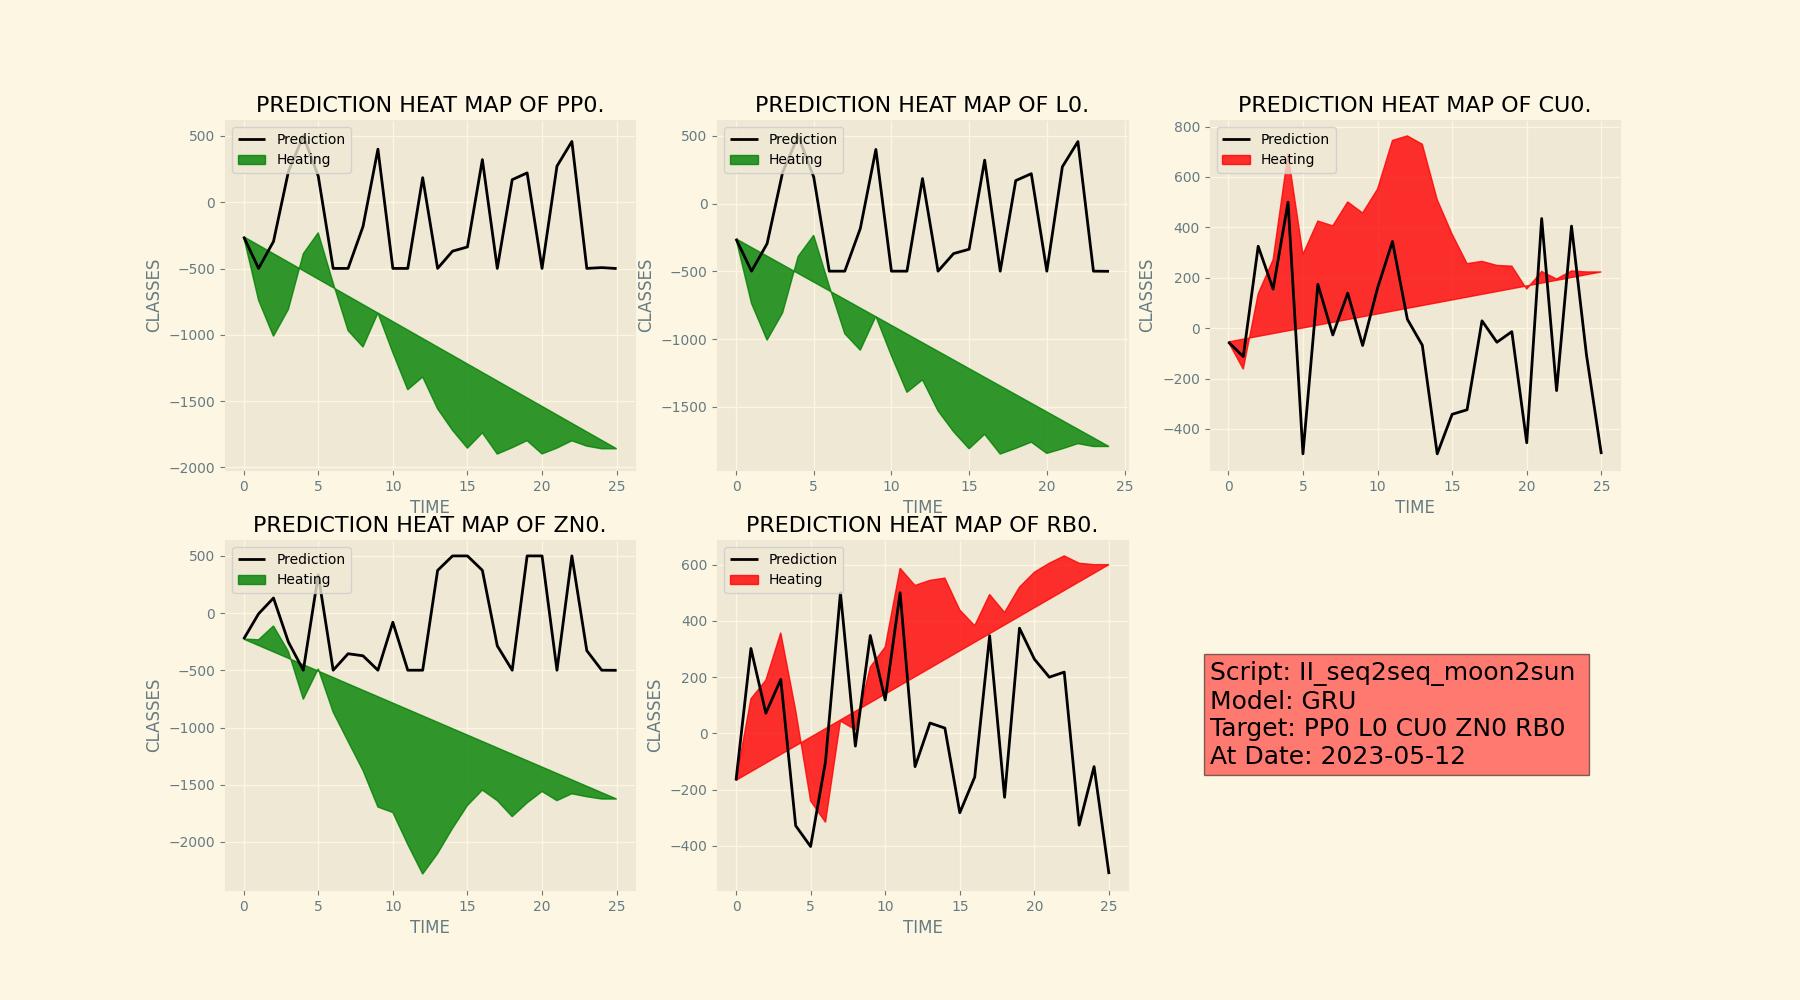 PREDICTION HEAT MAP OF PP0.
Prediction
Heating
500
0
−500
−1000
−1500
−2000
CLASSES
0 5 10 15 20 25
TIME
PREDICTION HEAT MAP OF L0.
Prediction
Heating
500
0
−500
−1000
−1500
CLASSES
0 5 10 15 20 25
TIME
PREDICTION HEAT MAP OF CU0.
Prediction
Heating
800
600
400
200
0
−200
−400
CLASSES
0 5 10 15 20 25
TIME
PREDICTION HEAT MAP OF ZN0.
Prediction
Heating
500
0
−500
−1000
−1500
−2000
CLASSES
0 5 10 15 20 25
TIME
PREDICTION HEAT MAP OF RB0.
Prediction
Heating
600
400
200
0
−200
−400
CLASSES
0 5 10 15 20 25
TIME
Script: II_seq2seq_moon2sun
Model: GRU
Target: PP0 L0 CU0 ZN0 RB0
At Date: 2023-05-12